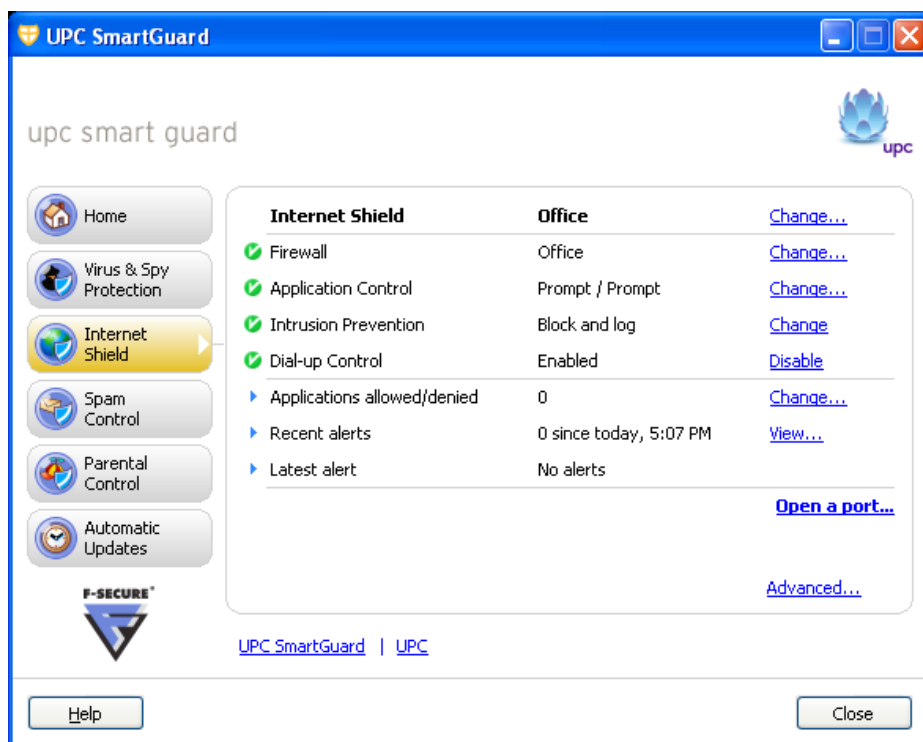 UPC SmartGuard
upc smart guard
upc
Home
Virus & Spy
Protection
Internet
Shield
Spam
Control
Parental
Control
Automatic
Updates
F-SECURE®
Internet Shield Office Change...
Firewall Office Change...
Application Control Prompt / Prompt Change...
Intrusion Prevention Block and log Change
Dial-up Control Enabled Disable
Applications allowed/denied 0 Change...
Recent alerts 0 since today, 5:07 PM View...
Latest alert No alerts
Open a port...
Advanced...
UPC SmartGuard | UPC
Help Close